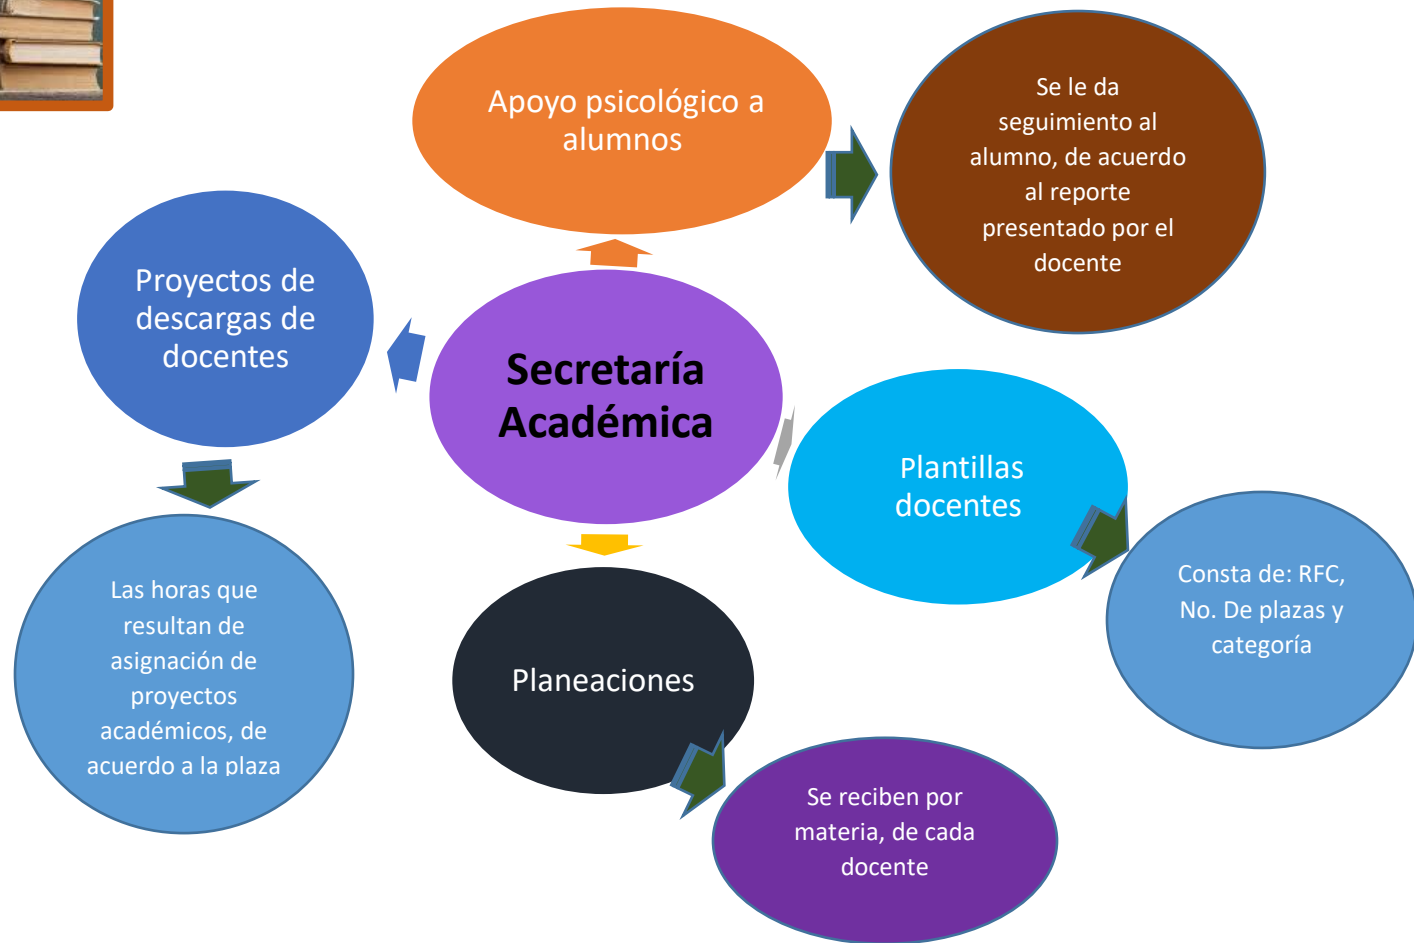 Apoyo psicológico a
alumnos
Se le da
seguimiento al
alumno, de acuerdo
al reporte
presentado por el
docente
Proyectos de
descargas de
docentes
Secretaría
Académica
Plantillas
docentes
Las horas que
resultan de
asignación de
proyectos
académicos, de
acuerdo a la plaza
Consta de: RFC,
No. De plazas y
categoría
Planeaciones
Se reciben por
materia, de cada
docente